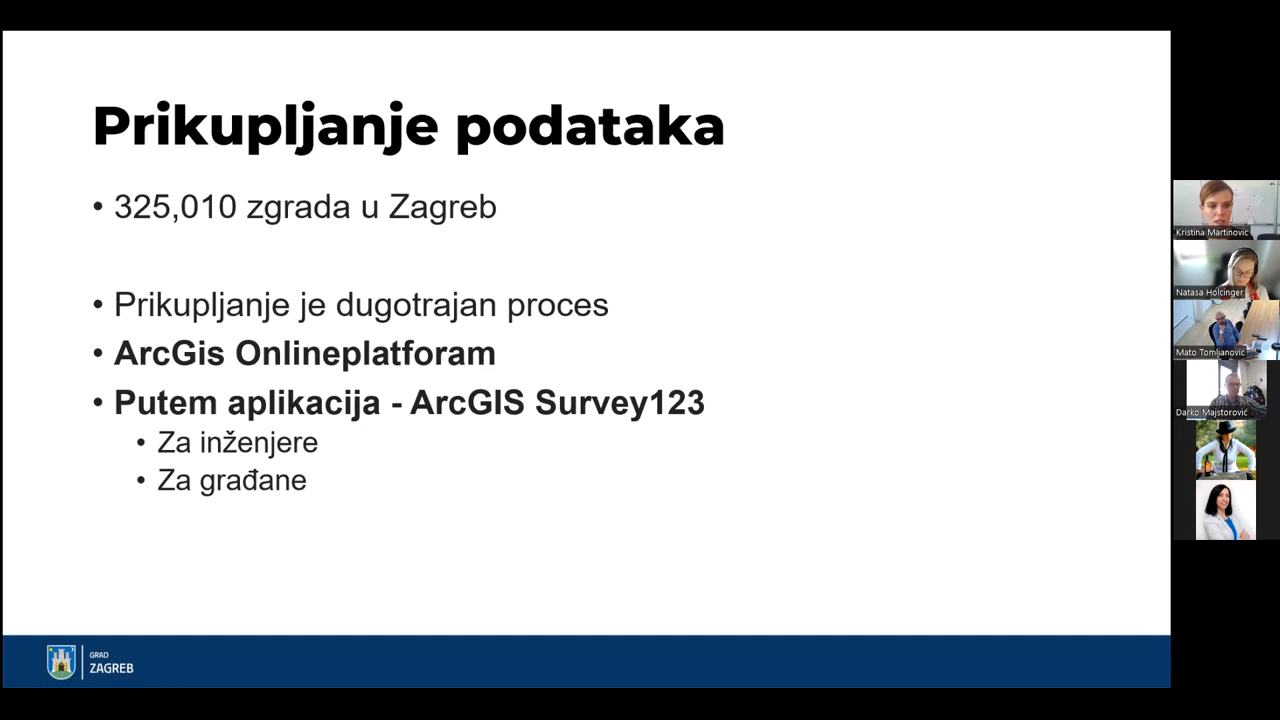 Prikupljanje podataka
• 325,010 zgrada u Zagreb
• Prikupljanje je dugotrajan proces
• ArcGis Onlineplatforam
• Putem aplikacija - ArcGIS Survey123
• Za inženjere
• Za građane
GRAD
ZAGREB
Kristina Martinović
Natasa Holcinger
Mato Tomljanovic
Darko Majstorović